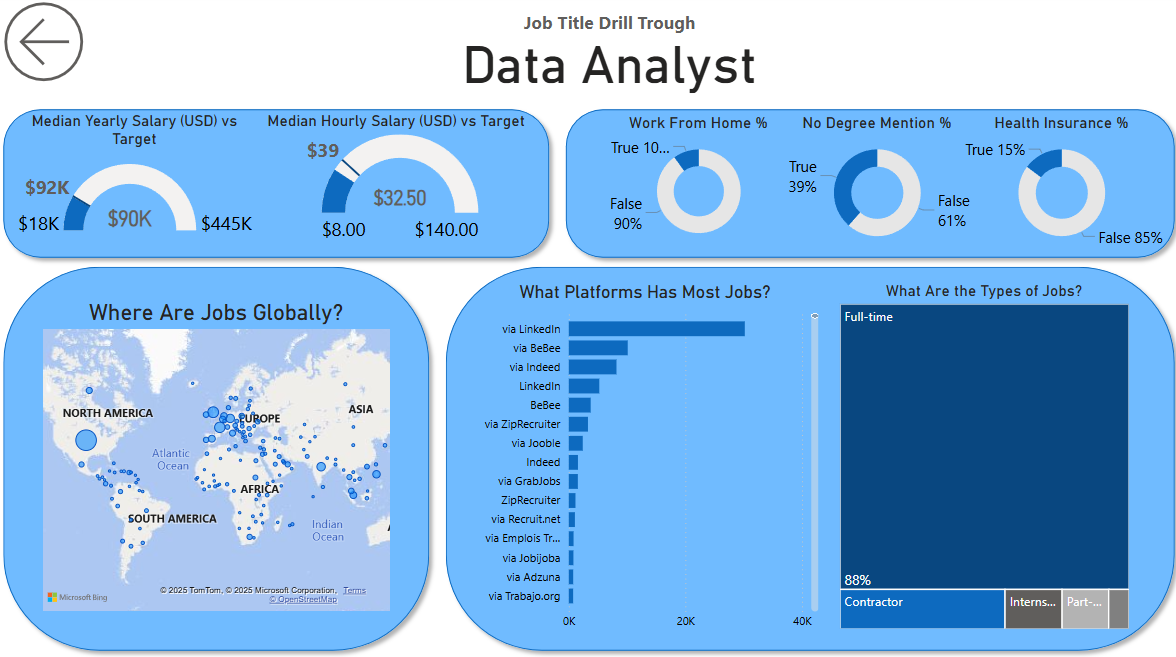 Job Title Drill Trough
Data Analyst
Median Yearly Salary (USD) vs
Target
$92K
$18K
$90K
$445K
Median Hourly Salary (USD) vs Target
$39
$32.50
$8.00
$140.00
Work From Home %
True 10...
False
90%
No Degree Mention %
True
39%
False
61%
Health Insurance %
True 15%
False 85%
Where Are Jobs Globally?
NORTH AMERICA
EUROPE
ASIA
Atlantic
Ocean
AFRICA
SOUTH AMERICA
Indian
Ocean
A
Microsoft Bing
© 2025 TomTom, © 2025 Microsoft Corporation, Terms
© OpenStreetMap
What Platforms Has Most Jobs?
via LinkedIn
via BeBee
via Indeed
LinkedIn
BeBee
via ZipRecruiter
via Jooble
Indeed
via GrabJobs
ZipRecruiter
via Recruit.net
via Emplois Tr...
via Jobijoba
via Adzuna
via Trabajo.org
0K
20K
40K
What Are the Types of Jobs?
Full-time
88%
Contractor
Interns...
Part-...